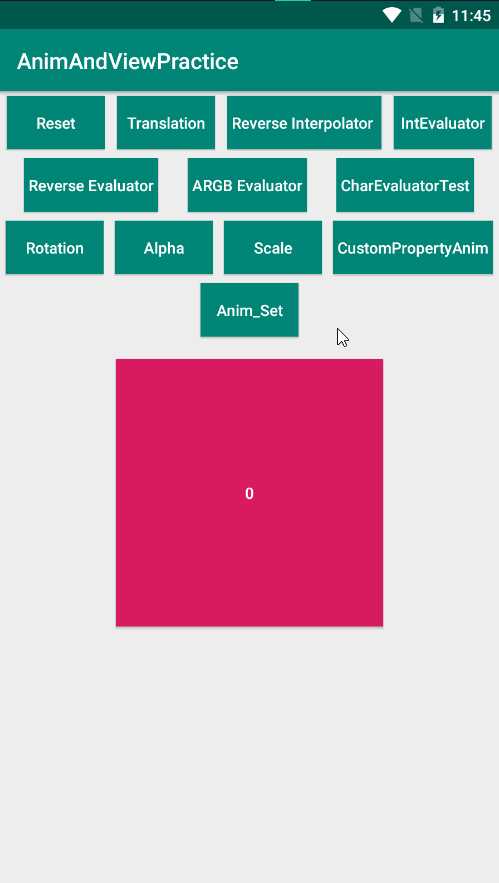 11:45
AnimAndViewPractice
Reset Translation Reverse Interpolator IntEvaluator
Reverse Evaluator ARGB Evaluator CharEvaluatorTest
Rotation Alpha Scale CustomPropertyAnim
Anim_Set
0